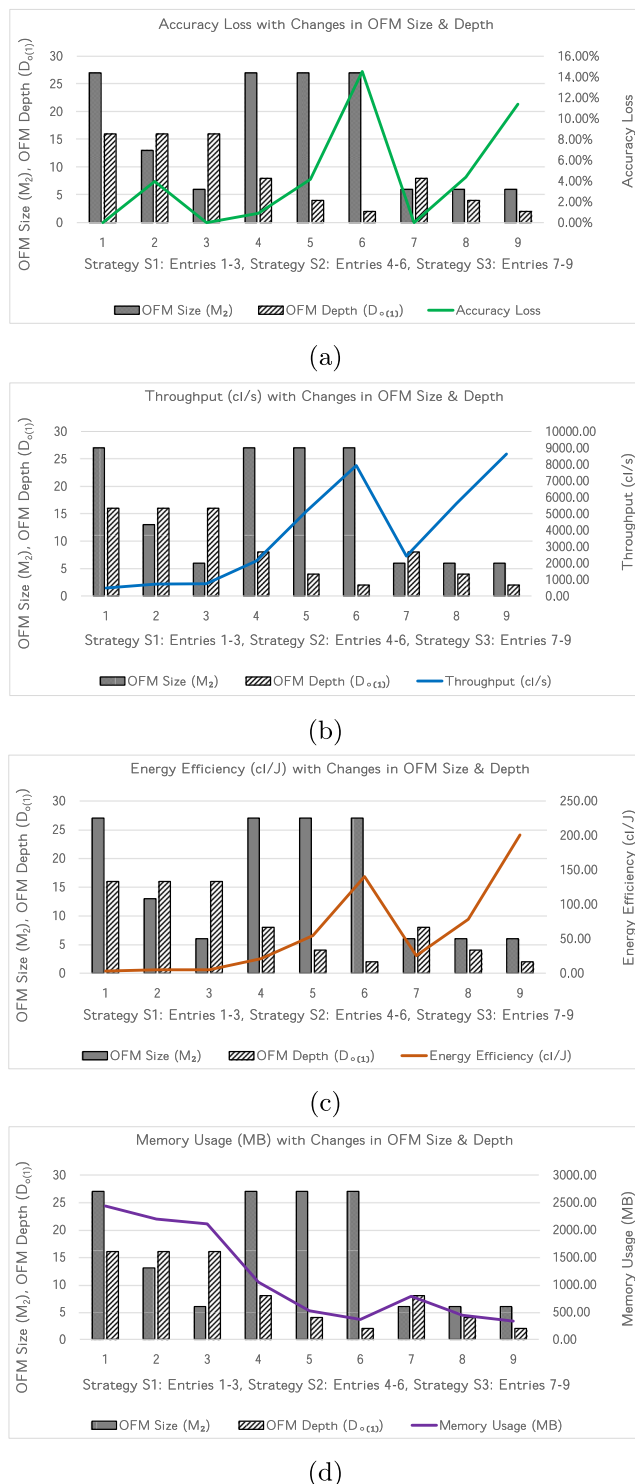 Accuracy Loss with Changes in OFM Size & Depth
OFM Size (M₂), OFM Depth (Dₒ₍₁₎)
30
25
20
15
10
5
0
16.00%
14.00%
12.00%
10.00%
8.00%
6.00%
4.00%
2.00%
0.00%
Accuracy Loss
1 2 3 4 5 6 7 8 9
Strategy S1: Entries 1-3, Strategy S2: Entries 4-6, Strategy S3: Entries 7-9
OFM Size (M₂) OFM Depth (Dₒ₍₁₎) Accuracy Loss
(a)
Throughput (cI/s) with Changes in OFM Size & Depth
OFM Size (M₂), OFM Depth (Dₒ₍₁₎)
30
25
20
15
10
5
0
10000.00
9000.00
8000.00
7000.00
6000.00
5000.00
4000.00
3000.00
2000.00
1000.00
0.00
Throughput (cI/s)
1 2 3 4 5 6 7 8 9
Strategy S1: Entries 1-3, Strategy S2: Entries 4-6, Strategy S3: Entries 7-9
OFM Size (M₂) OFM Depth (Dₒ₍₁₎) Throughput (cI/s)
(b)
Energy Efficiency (cI/J) with Changes in OFM Size & Depth
OFM Size (M₂), OFM Depth (Dₒ₍₁₎)
30
25
20
15
10
5
0
250.00
200.00
150.00
100.00
50.00
0.00
Energy Efficiency (cI/J)
1 2 3 4 5 6 7 8 9
Strategy S1: Entries 1-3, Strategy S2: Entries 4-6, Strategy S3: Entries 7-9
OFM Size (M₂) OFM Depth (Dₒ₍₁₎) Energy Efficiency (cI/J)
(c)
Memory Usage (MB) with Changes in OFM Size & Depth
OFM Size (M₂), OFM Depth (Dₒ₍₁₎)
30
25
20
15
10
5
0
3000.00
2500.00
2000.00
1500.00
1000.00
500.00
0.00
Memory Usage (MB)
1 2 3 4 5 6 7 8 9
Strategy S1: Entries 1-3, Strategy S2: Entries 4-6, Strategy S3: Entries 7-9
OFM Size (M₂) OFM Depth (Dₒ₍₁₎) Memory Usage (MB)
(d)